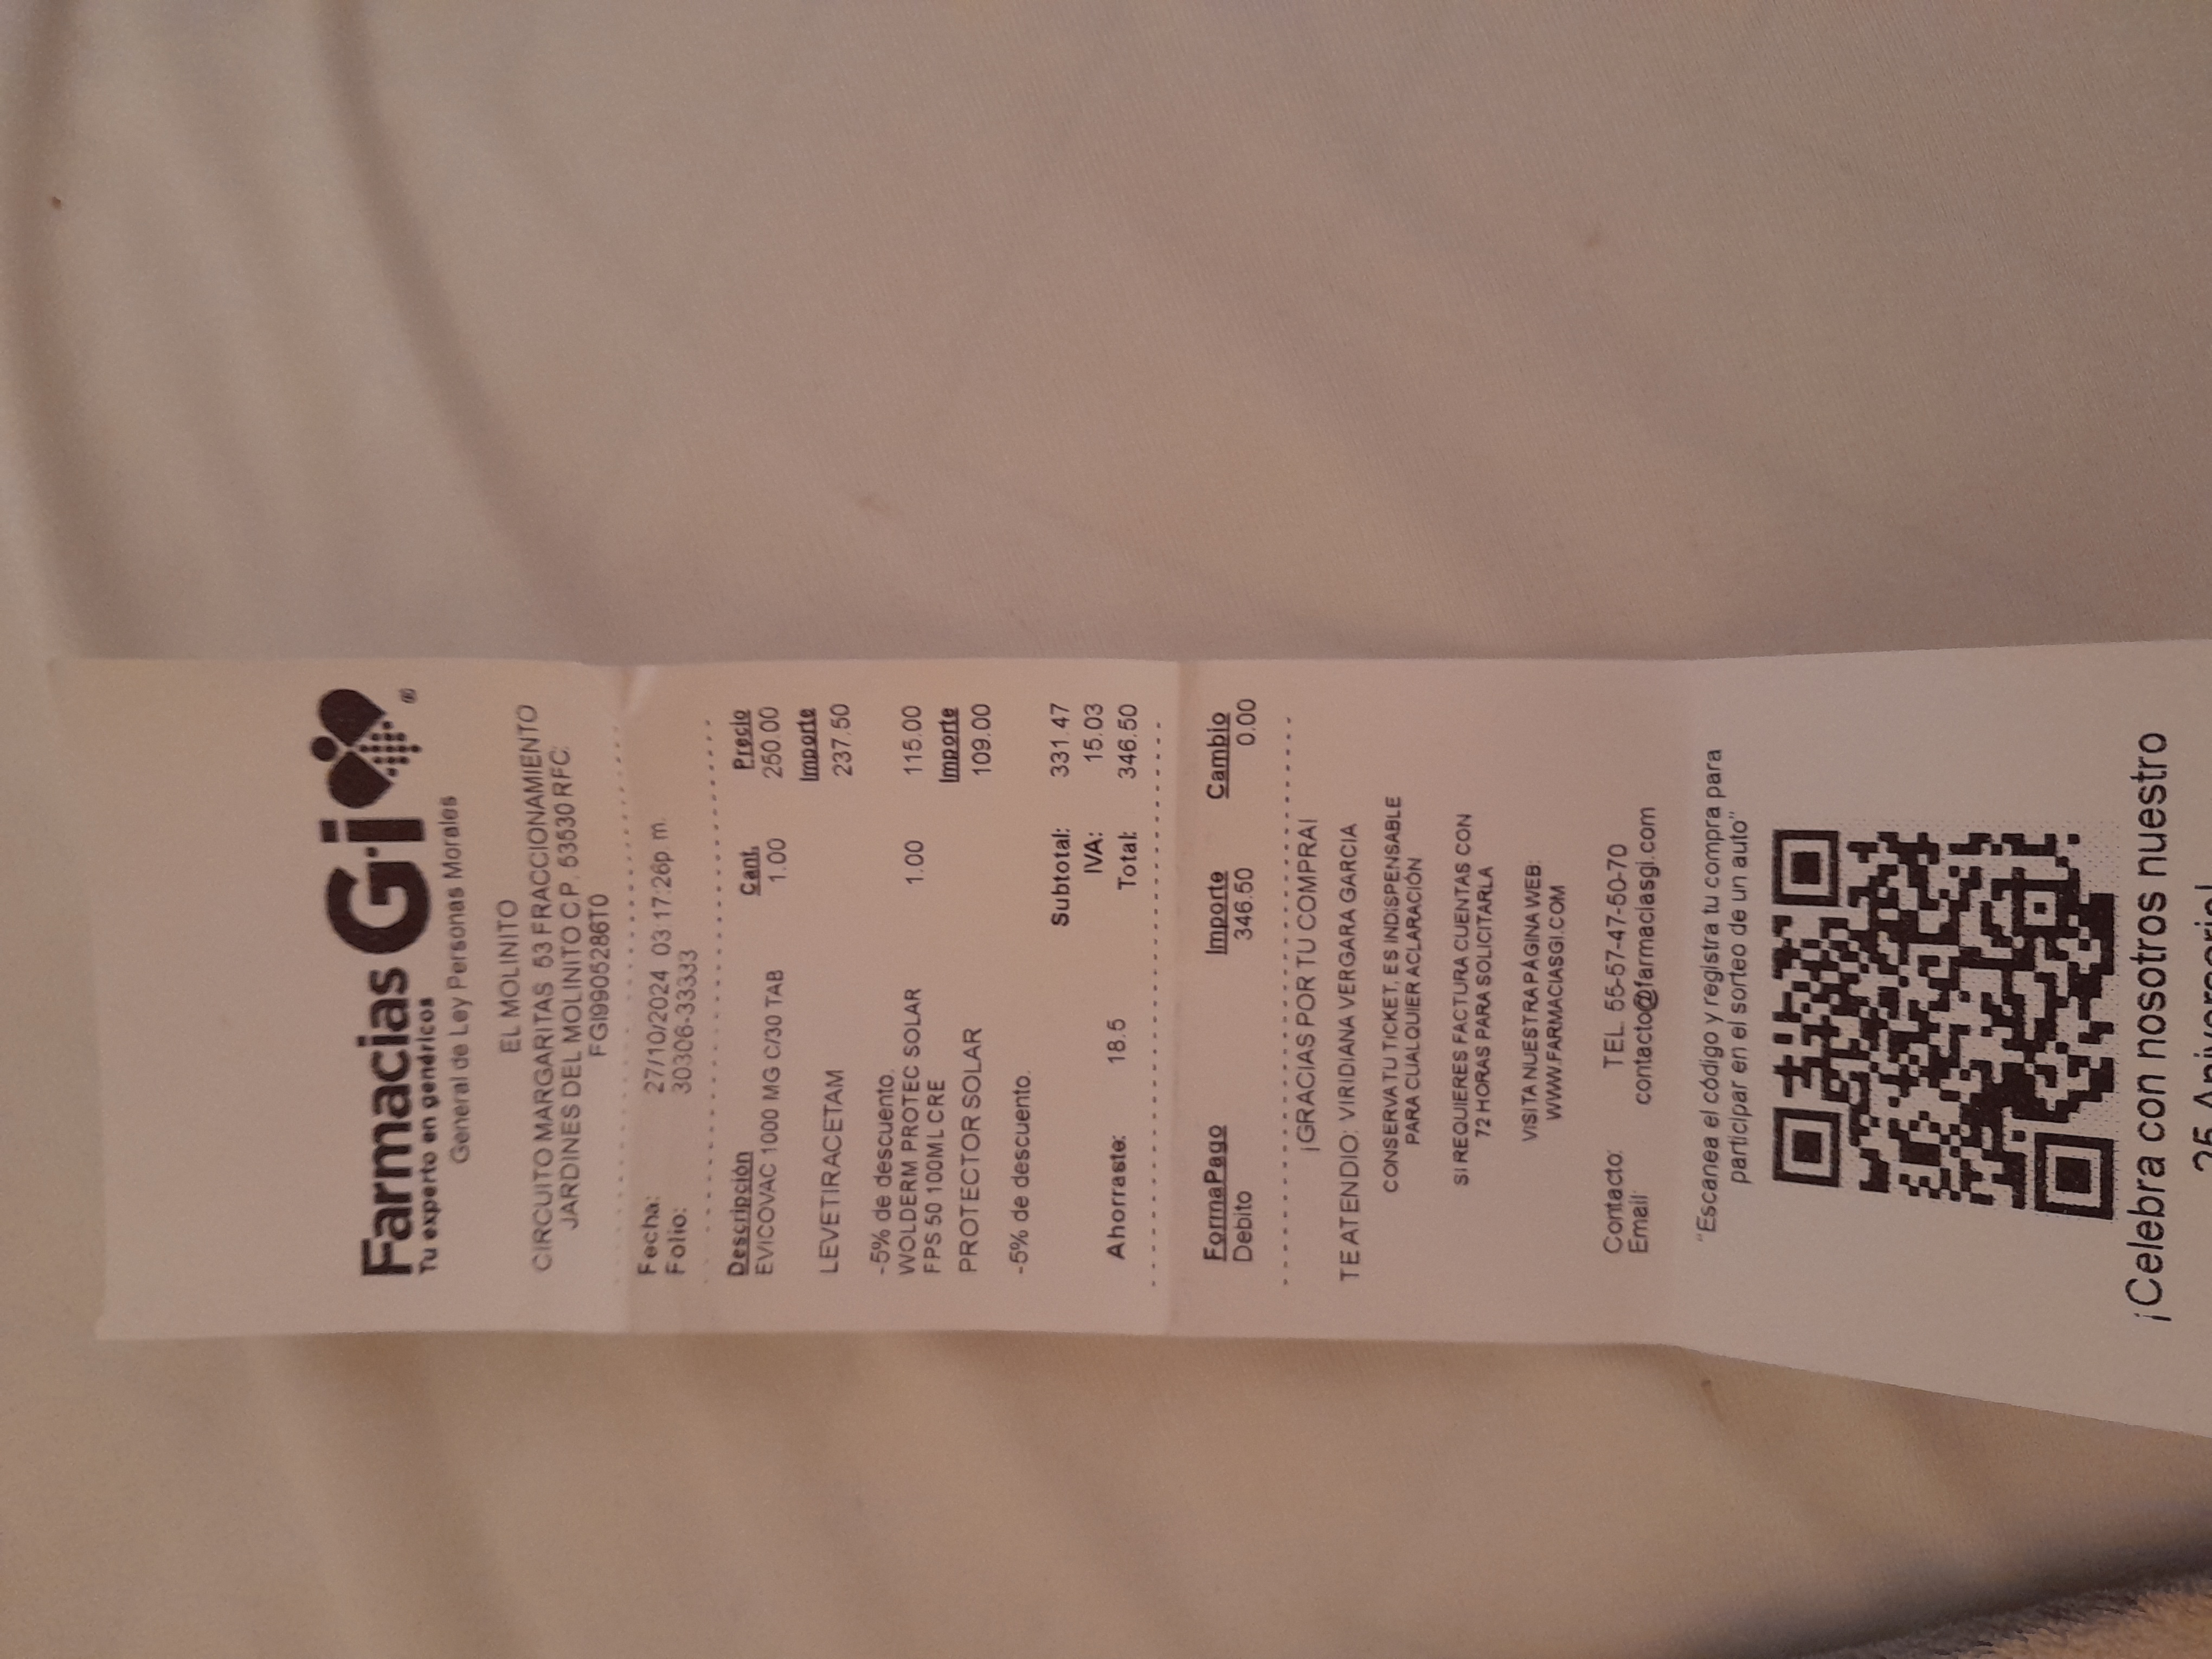 Farmacias Gi
®
Tu experto en genéricos
General de Ley Personas Morales
EL MOLINITO
CIRCUITO MARGARITAS 53 FRACCIONAMIENTO
JARDINES DEL MOLINITO C.P. 53530 RFC:
FGI9905286T0
Fecha: 27/10/2024 03:17:26p m.
Folio: 30306-33333
Descripción Cant. Precio
EVICOVAC 1000 MG C/30 TAB 1.00 250.00
Importe
LEVETIRACETAM 237.50
-5% de descuento.
WOLDERM PROTEC SOLAR 1.00 115.00
FPS 50 100ML CRE
Importe
PROTECTOR SOLAR 109.00
-5% de descuento.
Subtotal: 331.47
IVA: 15.03
Ahorraste: 18.5 Total: 346.50
FormaPago Importe Cambio
Debito 346.50 0.00
¡GRACIAS POR TU COMPRA!
TE ATENDIO: VIRIDIANA VERGARA GARCIA
CONSERVA TU TICKET, ES INDISPENSABLE
PARA CUALQUIER ACLARACIÓN
SI REQUIERES FACTURA CUENTAS CON
72 HORAS PARA SOLICITARLA
VISITA NUESTRA PÁGINA WEB:
WWW.FARMACIASGI.COM
Contacto: TEL. 55-57-47-50-70
Email: contacto@farmaciasgi.com
"Escanea el código y registra tu compra para
participar en el sorteo de un auto"
¡Celebra con nosotros nuestro
25 Aniversario!